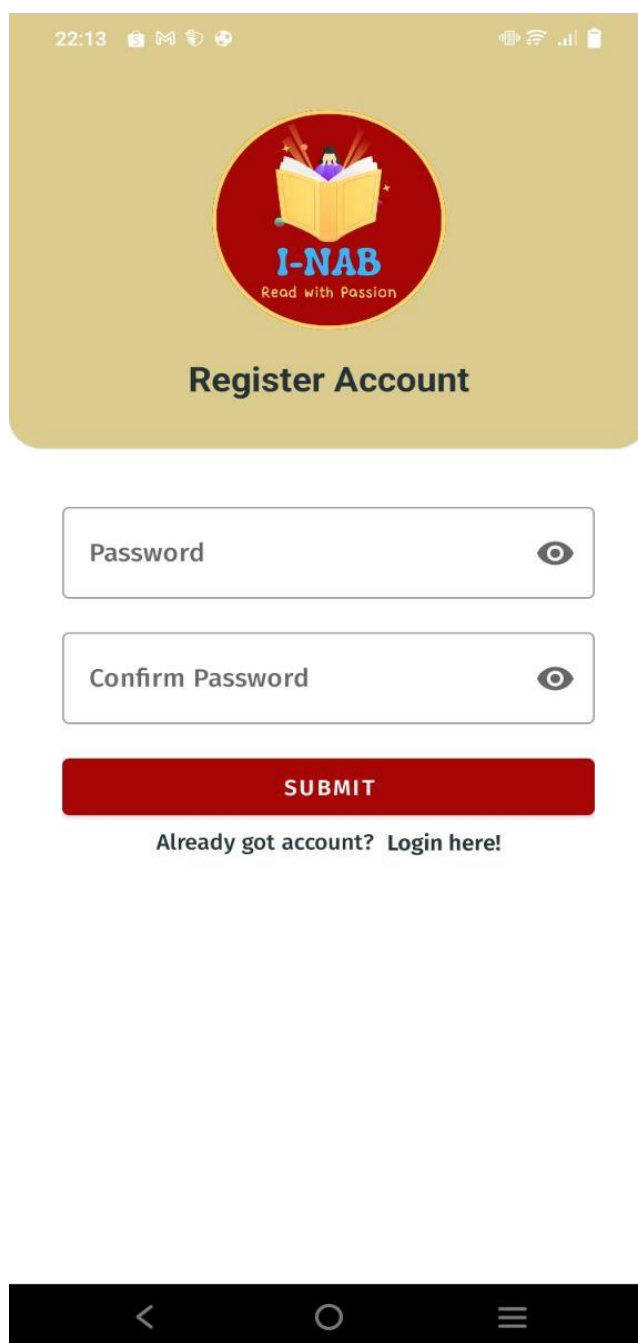 22:13
I-NAB
Read with Passion
Register Account
Password
Confirm Password
SUBMIT
Already got account? Login here!